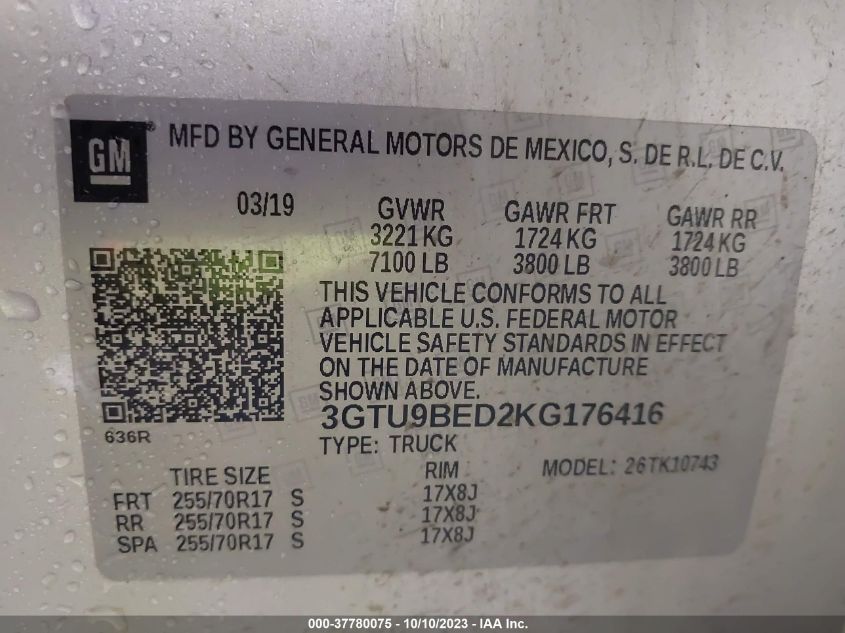 GM ® MFD BY GENERAL MOTORS DE MEXICO, S. DE R.L. DE C.V.
03/19 GVWR GAWR FRT GAWR RR
3221 KG 1724 KG 1724 KG
7100 LB 3800 LB 3800 LB
THIS VEHICLE CONFORMS TO ALL
APPLICABLE U.S. FEDERAL MOTOR
VEHICLE SAFETY STANDARDS IN EFFECT
ON THE DATE OF MANUFACTURE
SHOWN ABOVE.
3GTU9BED2KG176416
636R
TYPE: TRUCK
TIRE SIZE RIM MODEL: 26TK10743
FRT 255/70R17 S 17X8J
RR 255/70R17 S 17X8J
SPA 255/70R17 S 17X8J
000-37780075 - 10/10/2023 - IAA Inc.